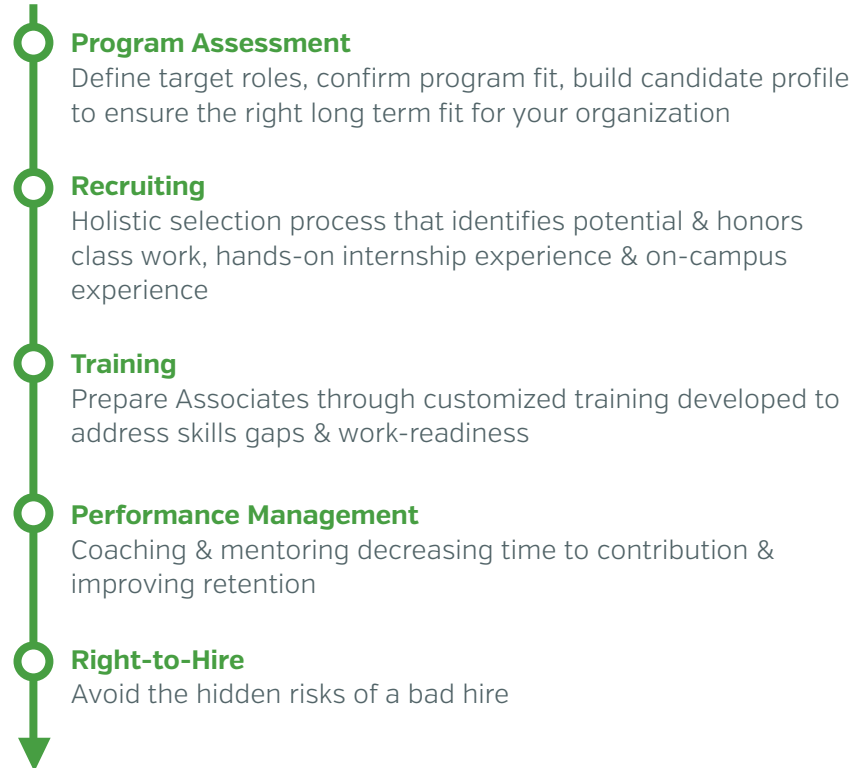 Program Assessment
Define target roles, confirm program fit, build candidate profile
to ensure the right long term fit for your organization
Recruiting
Holistic selection process that identifies potential & honors
class work, hands-on internship experience & on-campus
experience
Training
Prepare Associates through customized training developed to
address skills gaps & work-readiness
Performance Management
Coaching & mentoring decreasing time to contribution &
improving retention
Right-to-Hire
Avoid the hidden risks of a bad hire